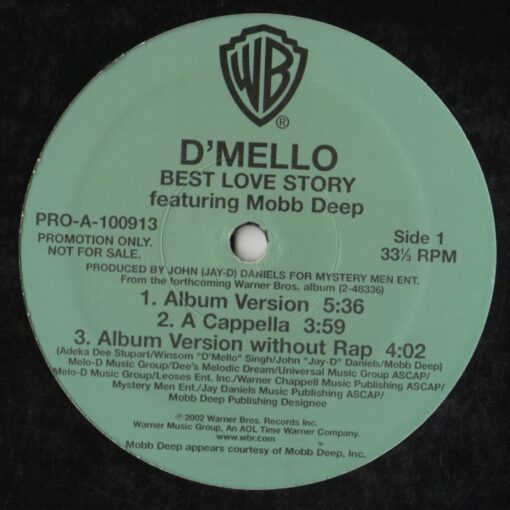 WB
®
D'MELLO
BEST LOVE STORY
featuring Mobb Deep
PRO-A-100913
PROMOTION ONLY.
NOT FOR SALE.
Side 1
33⅓ RPM
PRODUCED BY JOHN (JAY-D) DANIELS FOR MYSTERY MEN ENT.
From the forthcoming Warner Bros. album (2-48336)
1. Album Version 5:36
2. A Cappella 3:59
3. Album Version without Rap 4:02
(Adeka Dee Stupart/Winsom "D'Mello" Singh/John "Jay-D" Daniels/Mobb Deep)
Melo-D Music Group/Dee's Melodic Dream/Universal Music Group ASCAP/
Melo-D Music Group/Leoses Ent. Inc./Warner Chappell Music Publishing ASCAP/
Mystery Men Ent./Jay Daniels Music Publishing ASCAP/
Mobb Deep Publishing Designee
℗2002 Warner Bros. Records Inc.
Warner Music Group, An AOL Time Warner Company.
www.wbr.com
Mobb Deep appears courtesy of Mobb Deep, Inc.